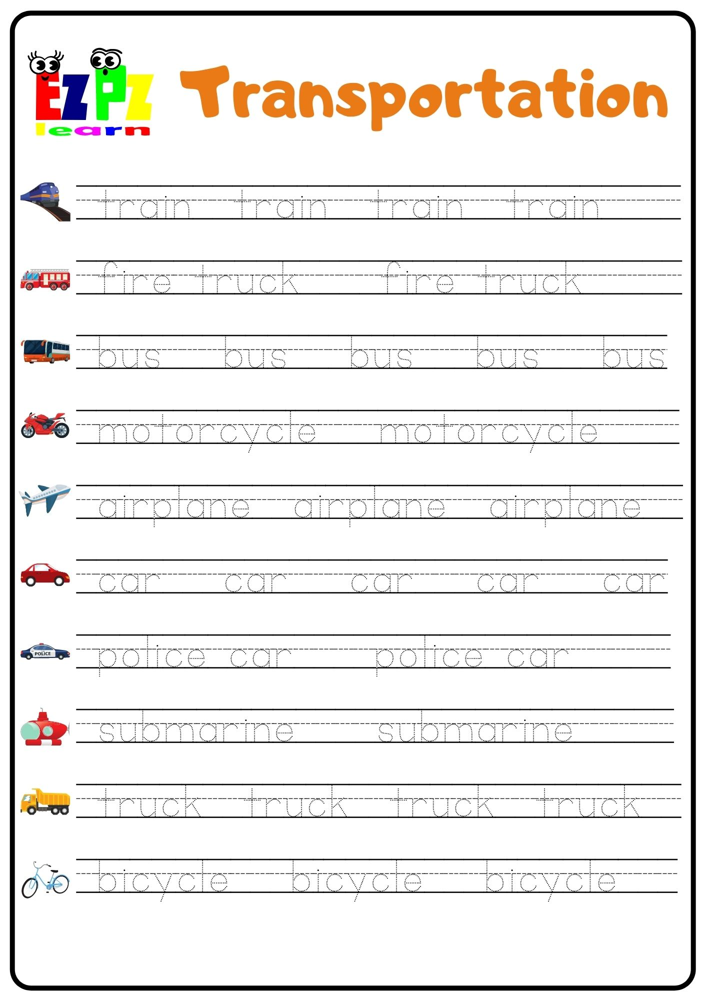 EZPZ
learn
Transportation
train train train train
fire truck fire truck
bus bus bus bus bus
motorcycle motorcycle
airplane airplane airplane
car car car car car
POLICE
police car police car
submarine submarine
truck truck truck truck
bicycle bicycle bicycle